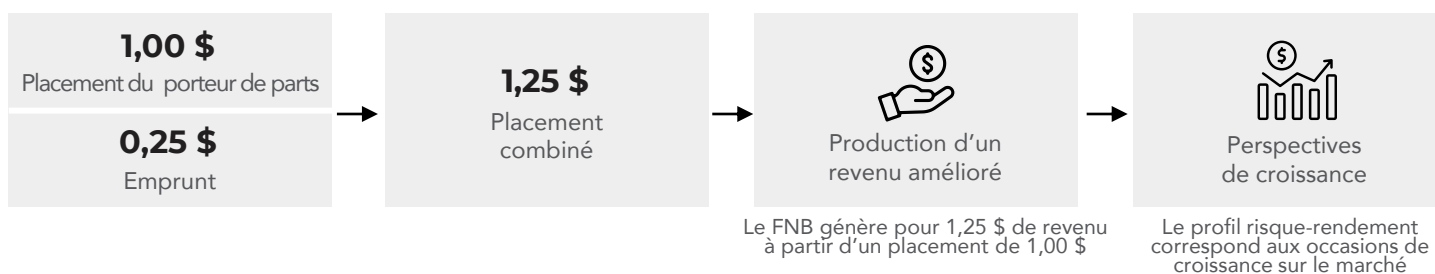 1,00 $
Placement du porteur de parts
0,25 $
Emprunt
1,25 $
Placement
combiné
$
Production d’un
revenu amélioré
Le FNB génère pour 1,25 $ de revenu
à partir d’un placement de 1,00 $
$
Perspectives
de croissance
Le profil risque-rendement
correspond aux occasions de
croissance sur le marché